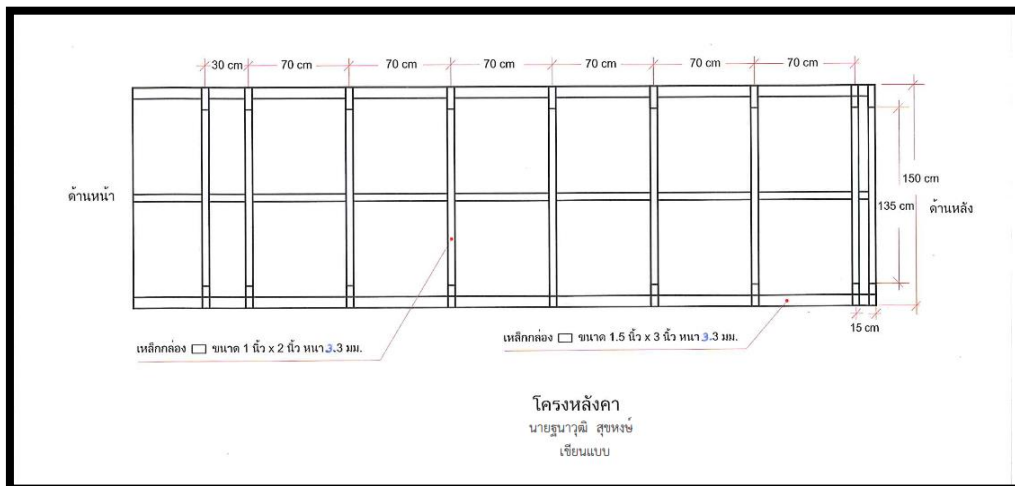 30 cm 70 cm 70 cm 70 cm 70 cm 70 cm 70 cm
ด้านหน้า
150 cm
135 cm ด้านหลัง
15 cm
เหล็กกล่อง ขนาด 1 นิ้ว x 2 นิ้ว หนา 3.3 มม.
เหล็กกล่อง ขนาด 1.5 นิ้ว x 3 นิ้ว หนา 3.3 มม.
โครงหลังคา
นายฐนาวุฒิ สุขหงษ์
เขียนแบบ